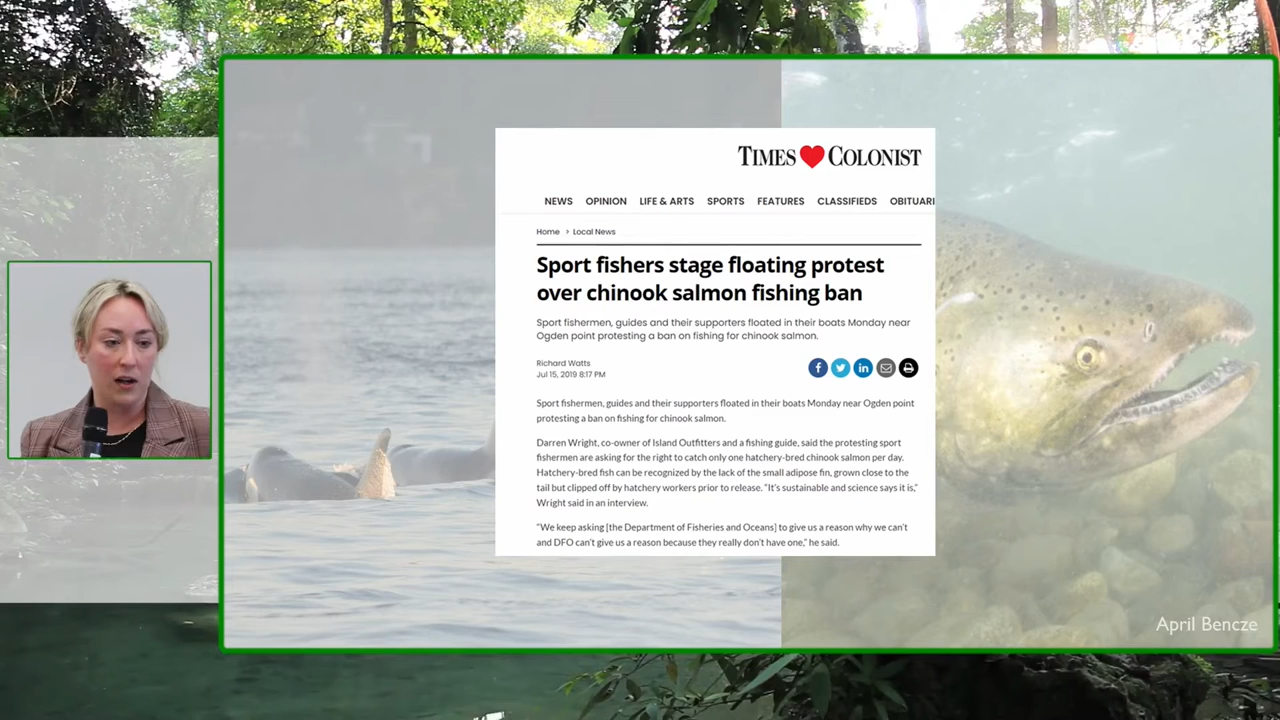 TIMES COLONIST
NEWS OPINION LIFE & ARTS SPORTS FEATURES CLASSIFIEDS OBITUARI
Home > Local News
Sport fishers stage floating protest
over chinook salmon fishing ban
Sport fishermen, guides and their supporters floated in their boats Monday near
Ogden point protesting a ban on fishing for chinook salmon.
Richard Watts
Jul 15, 2019 8:17 PM
Sport fishermen, guides and their supporters floated in their boats Monday near Ogden point
protesting a ban on fishing for chinook salmon.
Darren Wright, co-owner of Island Outfitters and a fishing guide, said the protesting sport
fishermen are asking for the right to catch only one hatchery-bred chinook salmon per day.
Hatchery-bred fish can be recognized by the lack of the small adipose fin, grown close to the
tail but clipped off by hatchery workers prior to release. “It’s sustainable and science says it is,”
Wright said in an interview.
“We keep asking [the Department of Fisheries and Oceans] to give us a reason why we can’t
and DFO can’t give us a reason because they really don’t have one,” he said.
April Bencze